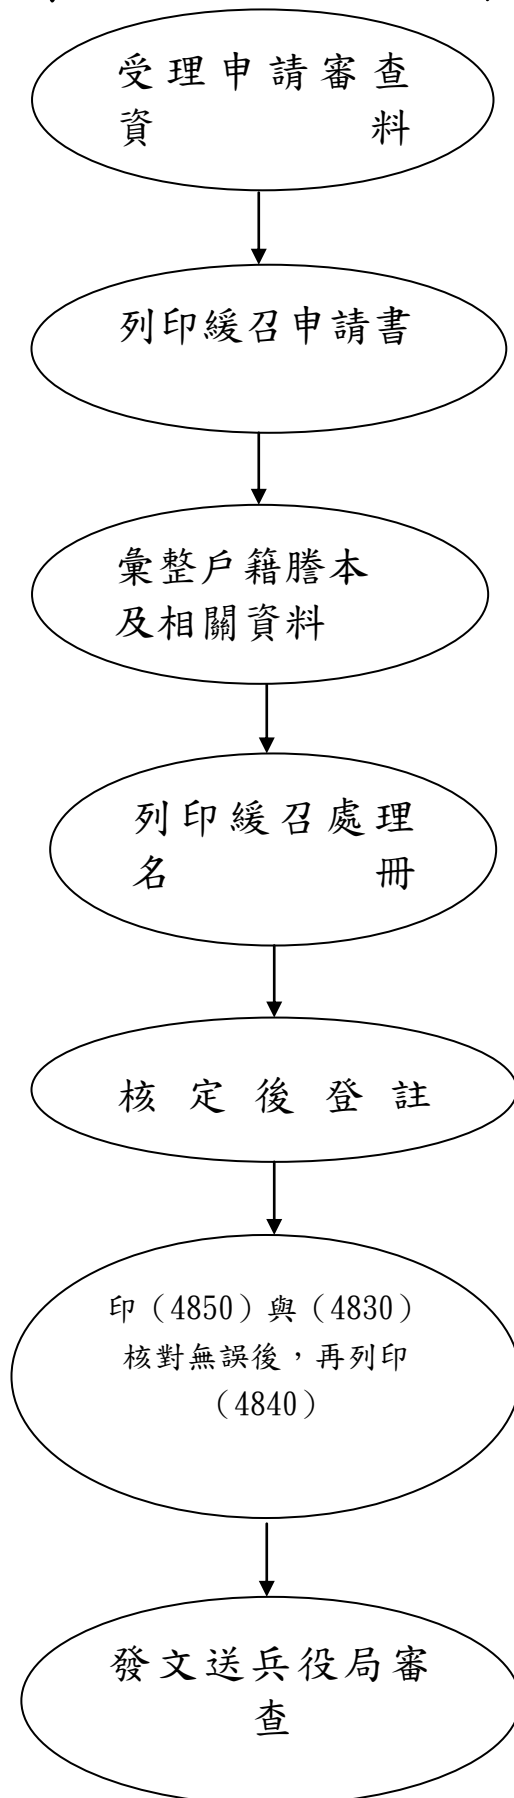 受理申請審查
資料
列印緩召申請書
彙整戶籍謄本
及相關資料
列印緩召處理
名冊
核定後登註
印（4850）與（4830）
核對無誤後，再列印
（4840）
發文送兵役局審
查